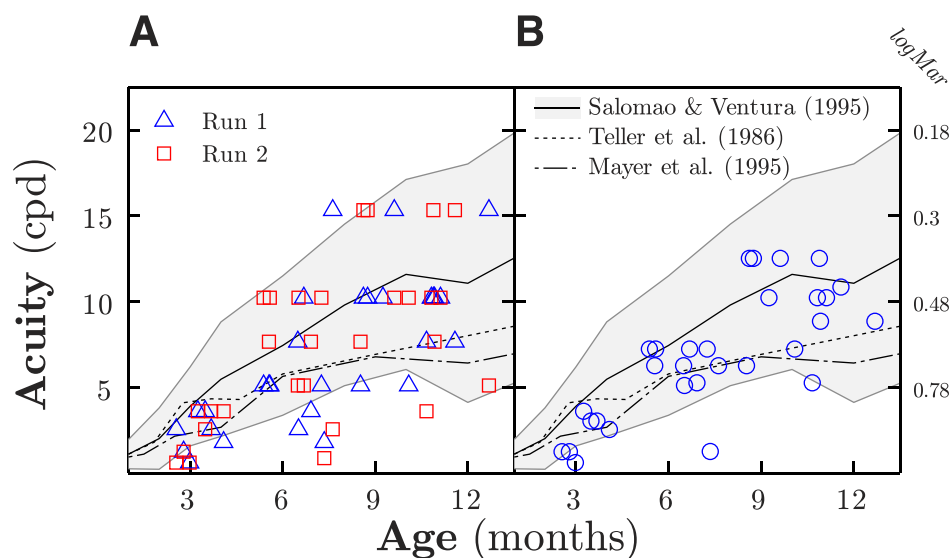 A
B
logMar
Run 1
Run 2
Salomao & Ventura (1995)
Teller et al. (1986)
Mayer et al. (1995)
20
15
10
5
0.18
0.3
0.48
0.78
3
6
9
12
3
6
9
12
Acuity (cpd)
Age (months)